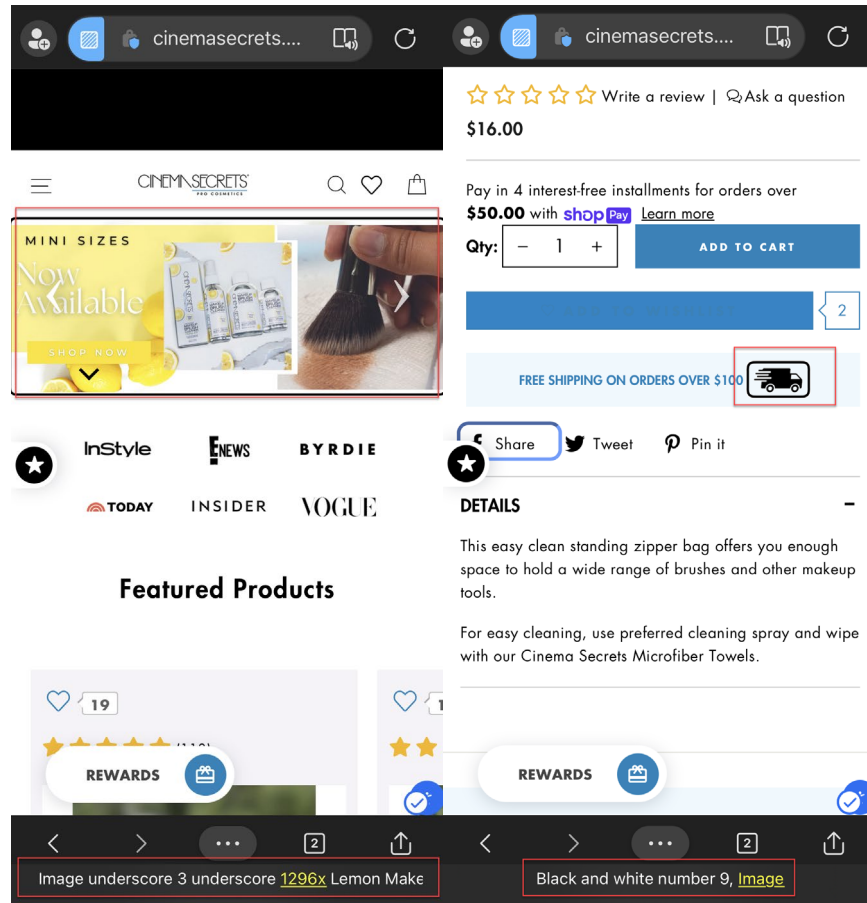 cinemasecrets....
CINEMA SECRETS
PRO COSMETICS
MINI SIZES
Now
Available
SHOP NOW
InStyle
E NEWS
BYRDIE
TODAY
INSIDER
VOGUE
Featured Products
19
REWARDS
2
Image underscore 3 underscore 1296x Lemon Make
cinemasecrets....
Write a review | Ask a question
$16.00
Pay in 4 interest-free installments for orders over
$50.00 with shop Pay Learn more
Qty: − 1 + ADD TO CART
2
FREE SHIPPING ON ORDERS OVER $100
Share Tweet Pin it
DETAILS −
This easy clean standing zipper bag offers you enough
space to hold a wide range of brushes and other makeup
tools.
For easy cleaning, use preferred cleaning spray and wipe
with our Cinema Secrets Microfiber Towels.
REWARDS
2
Black and white number 9, Image